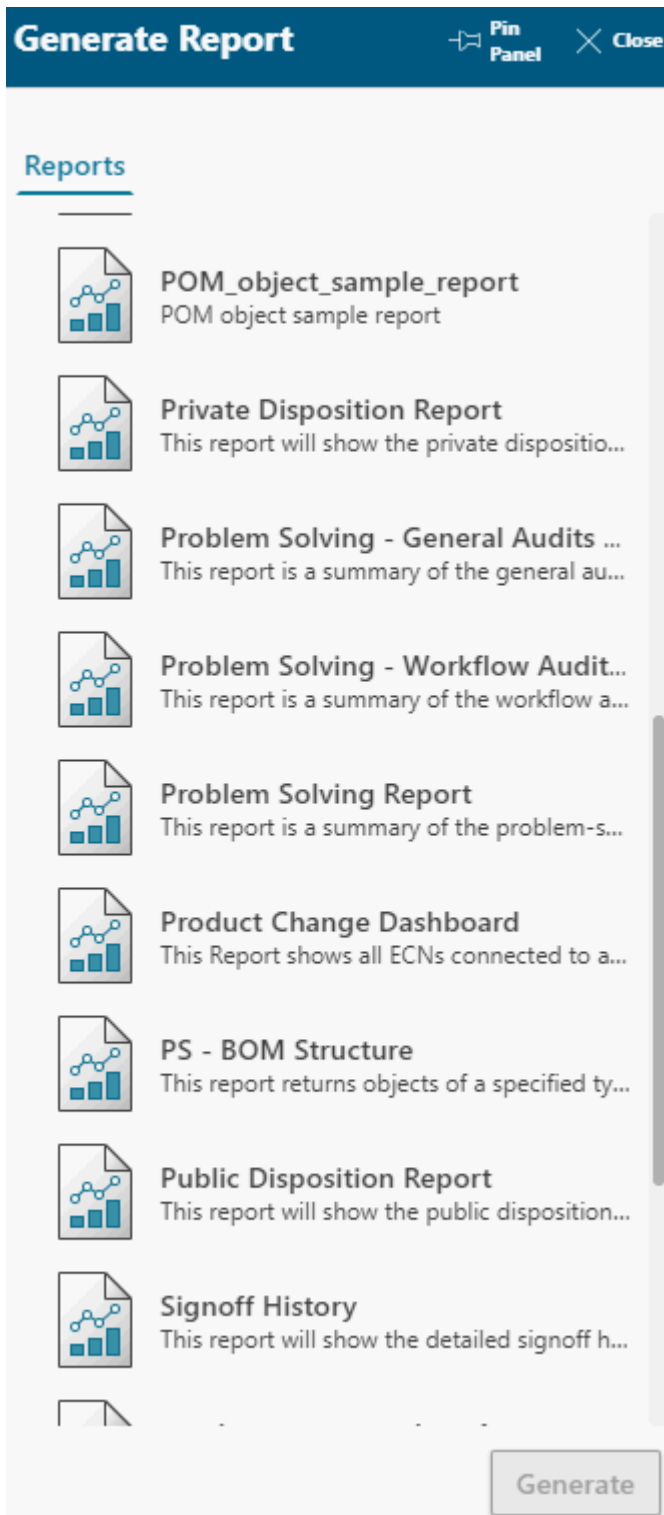 Generate Report
Pin
Panel
Close
Reports
POM_object_sample_report
POM object sample report
Private Disposition Report
This report will show the private dispositio...
Problem Solving - General Audits ...
This report is a summary of the general au...
Problem Solving - Workflow Audit...
This report is a summary of the workflow a...
Problem Solving Report
This report is a summary of the problem-s...
Product Change Dashboard
This Report shows all ECNs connected to a...
PS - BOM Structure
This report returns objects of a specified ty...
Public Disposition Report
This report will show the public disposition...
Signoff History
This report will show the detailed signoff h...
Generate